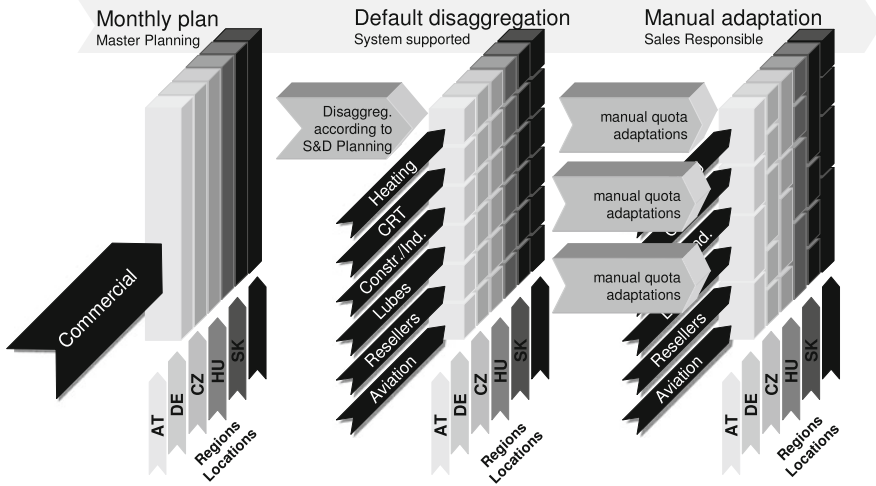 Monthly plan
Master Planning
Default disaggregation
System supported
Manual adaptation
Sales Responsible
Commercial
AT
DE
CZ
HU
SK
Regions
Locations
Disaggreg.
according to
S&D Planning
Heating
CRT
Constr./Ind.
Lubes
Resellers
Aviation
AT
DE
CZ
HU
SK
Regions
Locations
manual quota
adaptations
manual quota
adaptations
manual quota
adaptations
nd.
Resellers
Aviation
AT
DE
CZ
HU
SK
Regions
Locations